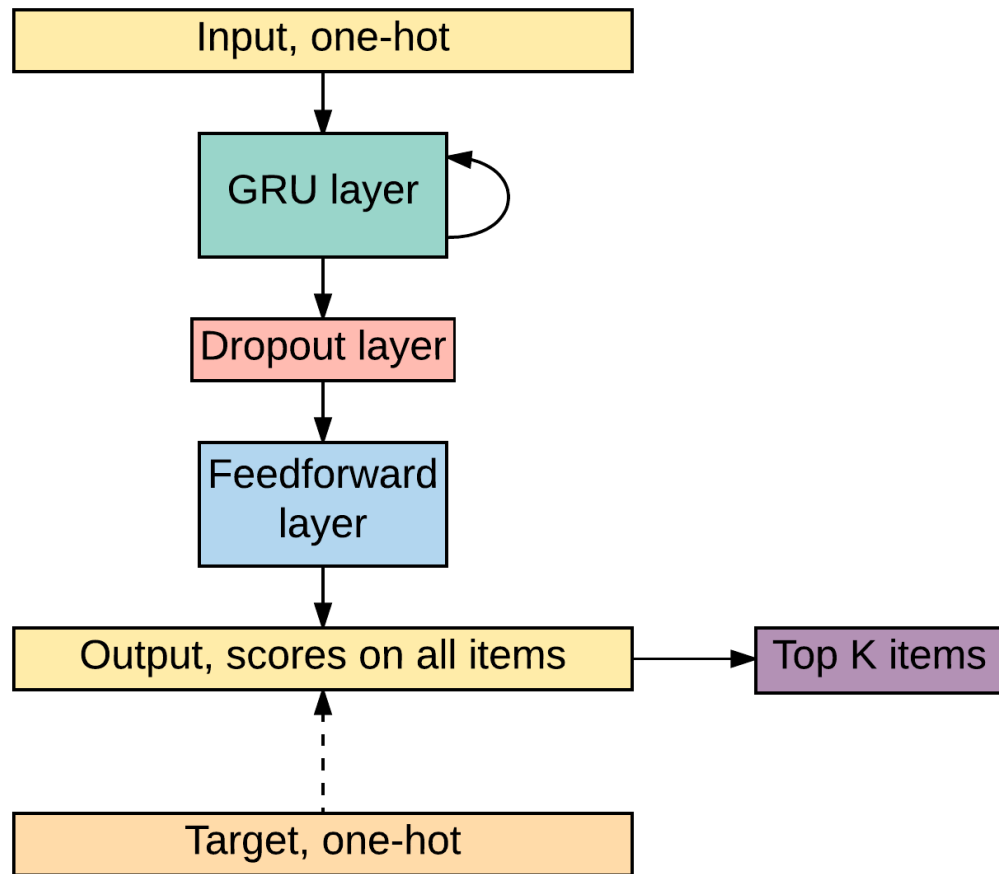 Input, one-hot
GRU layer
Dropout layer
Feedforward
layer
Output, scores on all items
Top K items
Target, one-hot